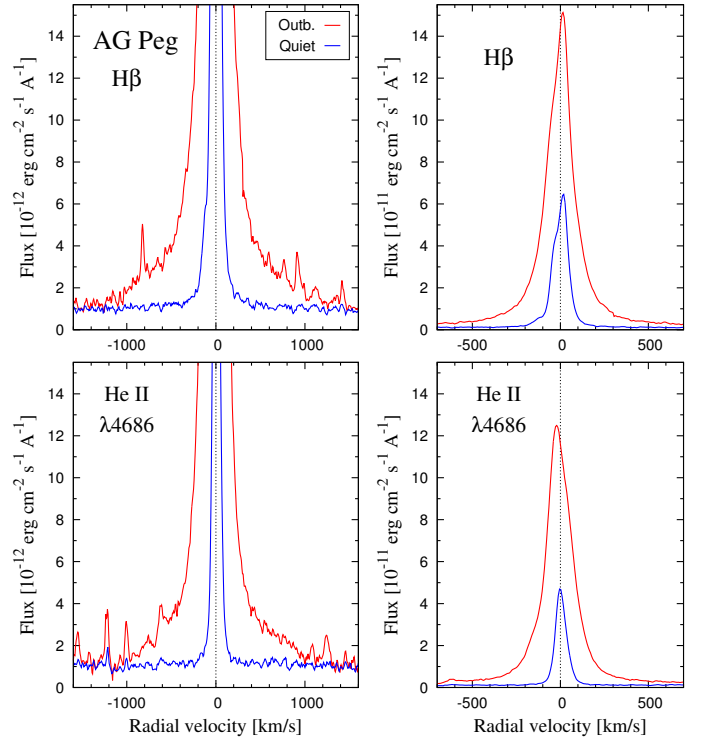 AG Peg
Hβ
Outb.
Quiet
Flux [10-12 erg cm-2 s-1 A-1]
14
12
10
8
6
4
2
0
-1000 0 1000
Hβ
Flux [10-11 erg cm-2 s-1 A-1]
14
12
10
8
6
4
2
0
-500 0 500
He II
λ4686
Flux [10-12 erg cm-2 s-1 A-1]
14
12
10
8
6
4
2
0
-1000 0 1000
Radial velocity [km/s]
He II
λ4686
Flux [10-11 erg cm-2 s-1 A-1]
14
12
10
8
6
4
2
0
-500 0 500
Radial velocity [km/s]